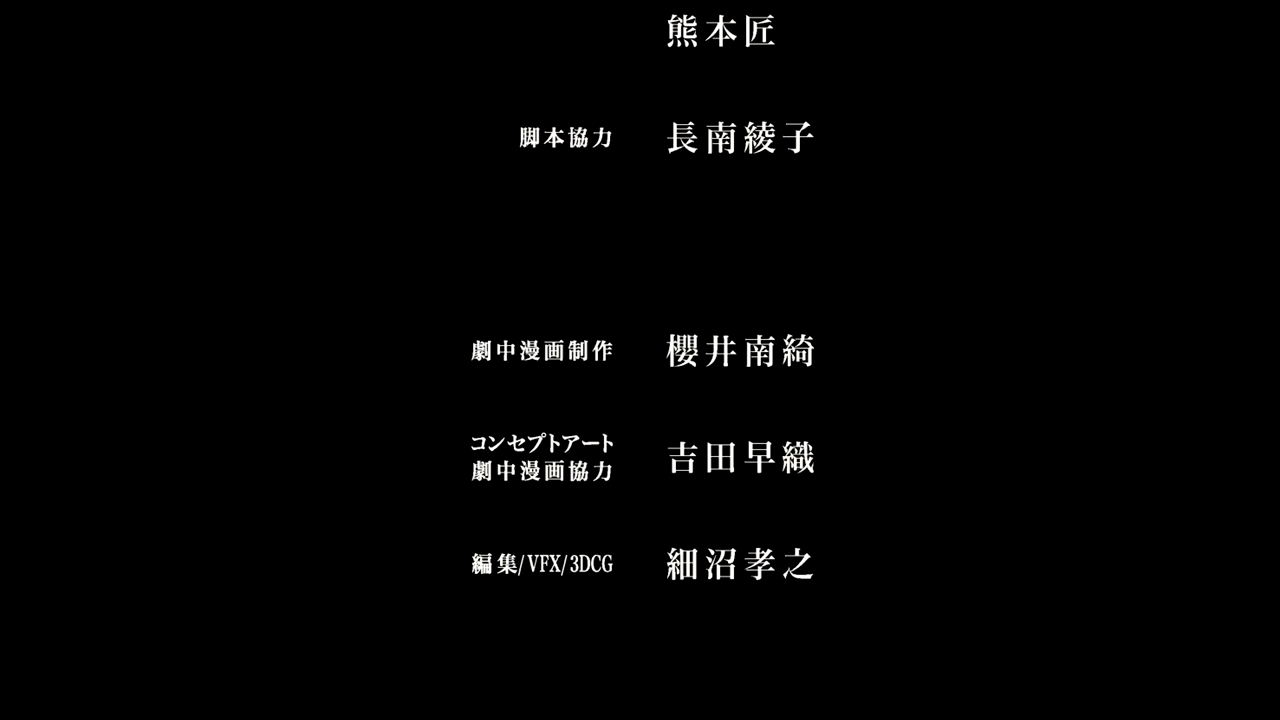 熊本匠
脚本協力 長南綾子
劇中漫画制作 櫻井南綺
コンセプトアート
劇中漫画協力 吉田早織
編集/VFX/3DCG 細沼孝之